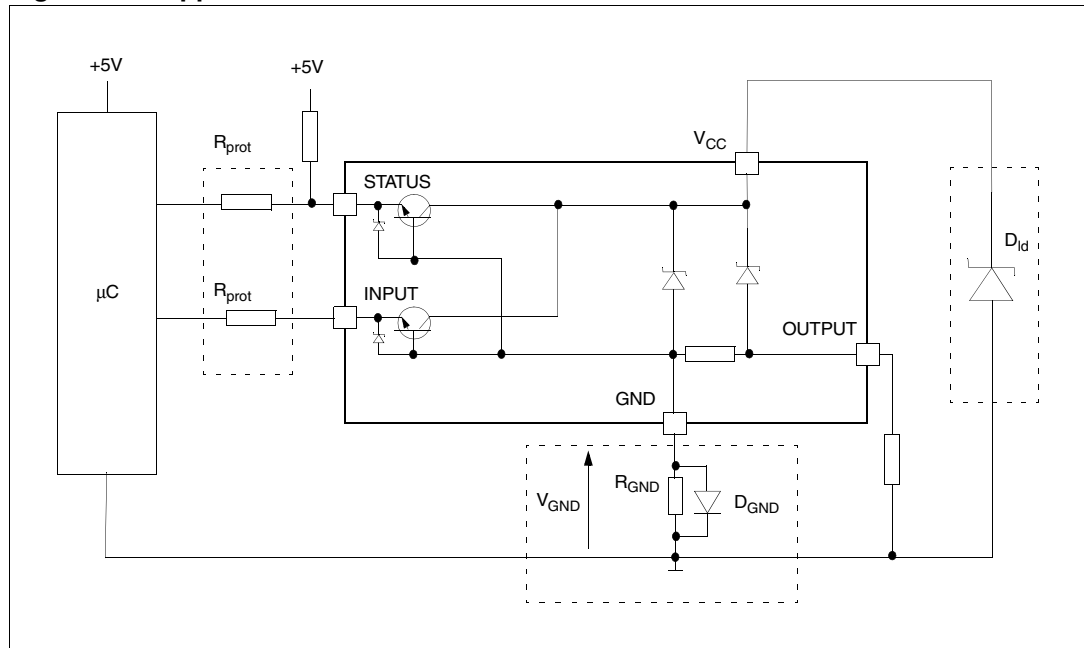 +5V
+5V
R_prot
V_CC
STATUS
D_ld
µC
R_prot
INPUT
OUTPUT
GND
R_GND
V_GND
D_GND